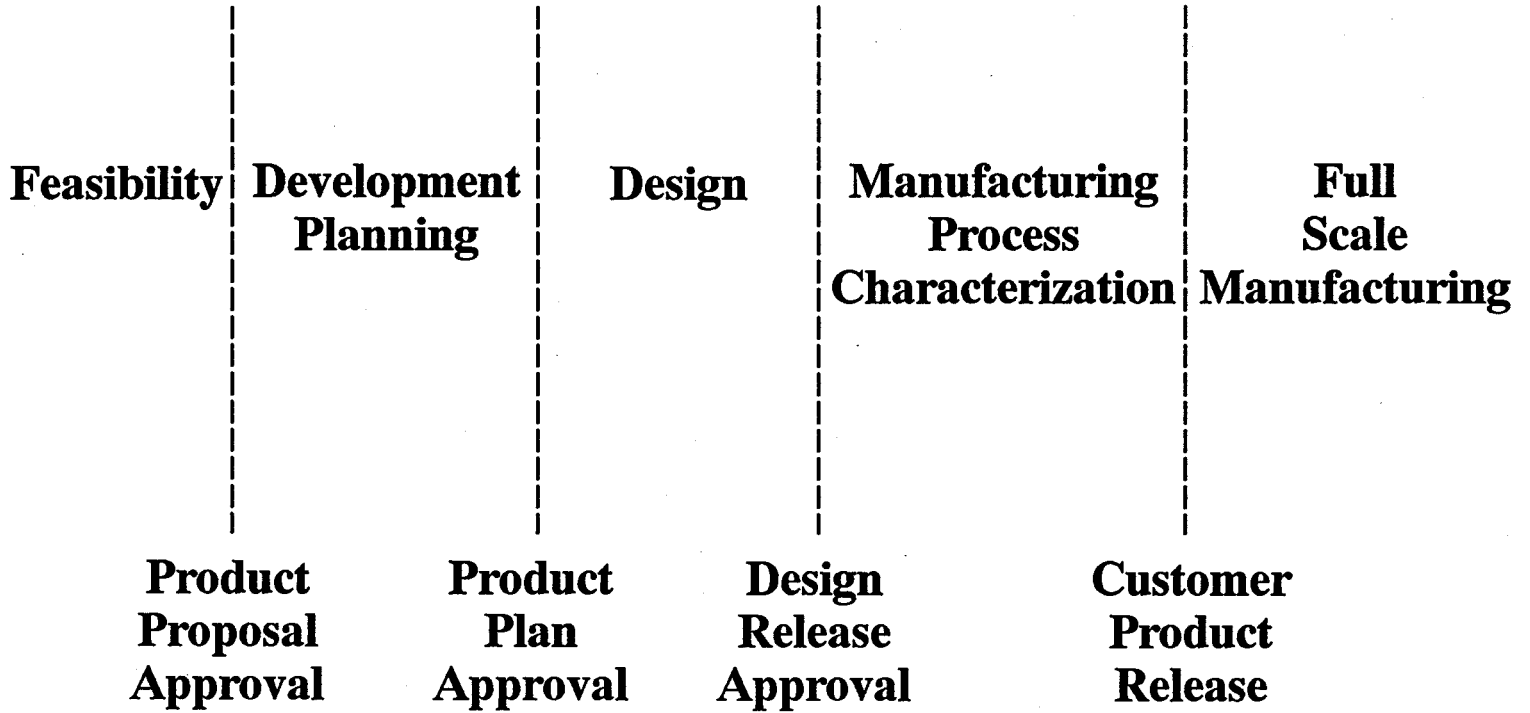 Feasibility
Development
Planning
Design
Manufacturing
Process
Characterization
Full
Scale
Manufacturing
Product
Proposal
Approval
Product
Plan
Approval
Design
Release
Approval
Customer
Product
Release